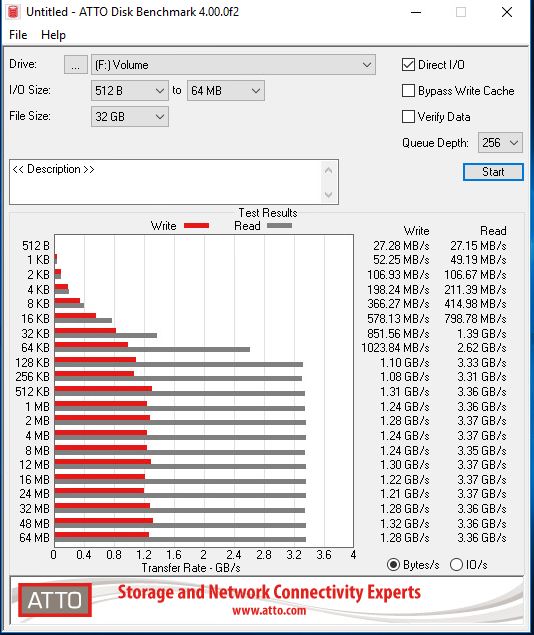 Untitled - ATTO Disk Benchmark 4.00.0f2
File Help
Drive: ... (F:) Volume Direct I/O
I/O Size: 512 B to 64 MB Bypass Write Cache
File Size: 32 GB Verify Data
Queue Depth: 256
<< Description >> Start
Test Results
Write Read Write Read
512 B 27.28 MB/s 27.15 MB/s
1 KB 52.25 MB/s 49.19 MB/s
2 KB 106.93 MB/s 106.67 MB/s
4 KB 198.24 MB/s 211.39 MB/s
8 KB 366.27 MB/s 414.98 MB/s
16 KB 578.13 MB/s 798.78 MB/s
32 KB 851.56 MB/s 1.39 GB/s
64 KB 1023.84 MB/s 2.62 GB/s
128 KB 1.10 GB/s 3.33 GB/s
256 KB 1.08 GB/s 3.31 GB/s
512 KB 1.31 GB/s 3.36 GB/s
1 MB 1.24 GB/s 3.36 GB/s
2 MB 1.28 GB/s 3.37 GB/s
4 MB 1.24 GB/s 3.37 GB/s
8 MB 1.24 GB/s 3.35 GB/s
12 MB 1.30 GB/s 3.37 GB/s
16 MB 1.22 GB/s 3.37 GB/s
24 MB 1.21 GB/s 3.37 GB/s
32 MB 1.28 GB/s 3.36 GB/s
48 MB 1.32 GB/s 3.36 GB/s
64 MB 1.28 GB/s 3.36 GB/s
0 0.4 0.8 1.2 1.6 2 2.4 2.8 3.2 3.6 4
Transfer Rate - GB/s Bytes/s IO/s
ATTO Storage and Network Connectivity Experts
www.atto.com